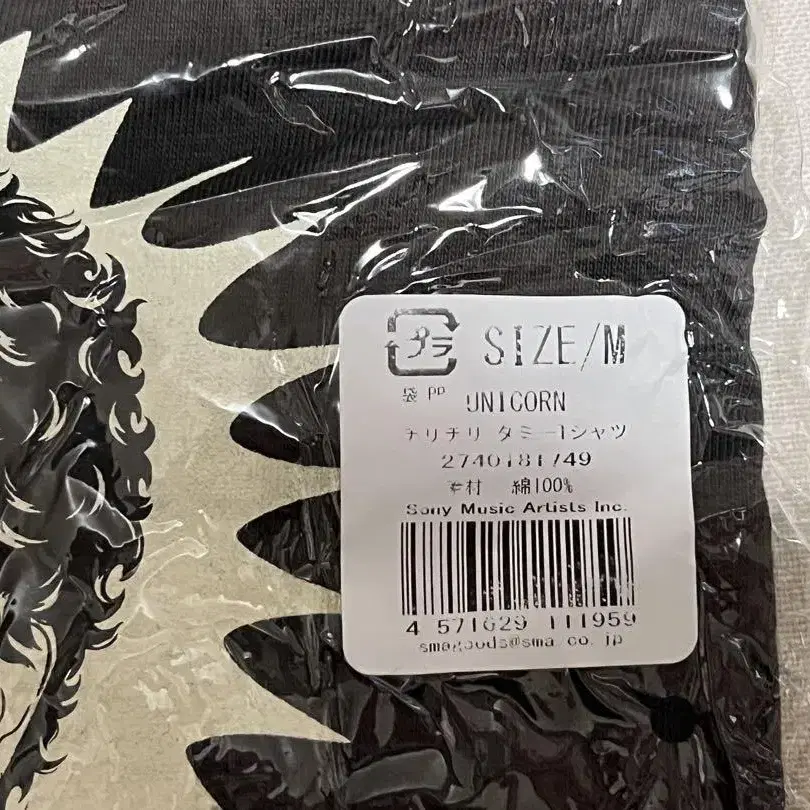 プラ SIZE/M
袋 PP UNICORN
チリチリ タミーTシャツ
2740181749
素材 綿100%
Sony Music Artists Inc.
4 571629 111959
smagoods@sma.co.jp